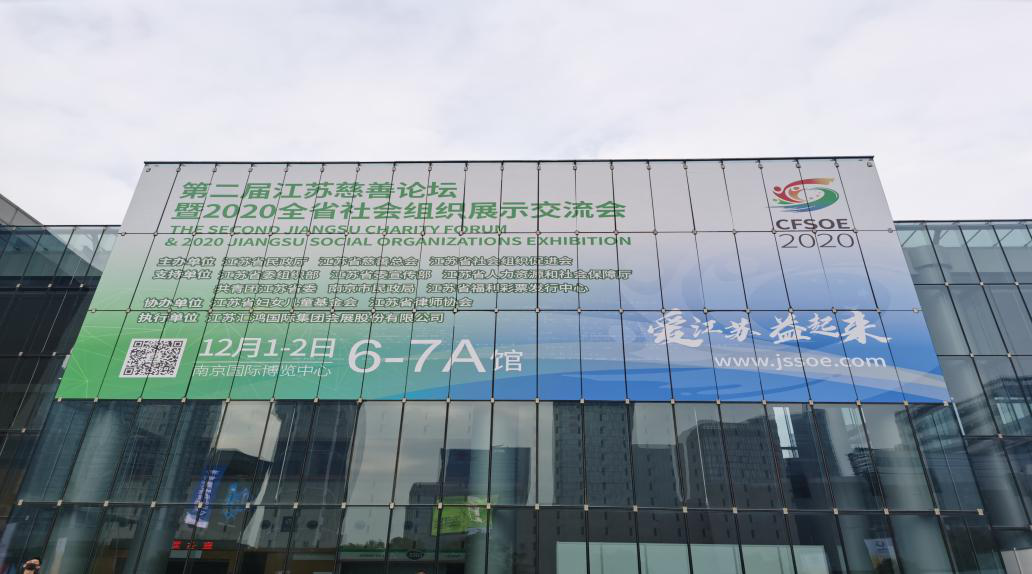 第二届江苏慈善论坛
暨2020全省社会组织展示交流会
THE SECOND JIANGSU CHARITY FORUM
& 2020 JIANGSU SOCIAL ORGANIZATIONS EXHIBITION
主办单位 江苏省民政厅 江苏省慈善总会 江苏省社会组织促进会
支持单位 江苏省委组织部 江苏省委宣传部 江苏省人力资源和社会保障厅
共青团江苏省委 南京市民政局 江苏省福利彩票发行中心
协办单位 江苏省妇女儿童基金会 江苏省律师协会
执行单位 江苏汇鸿国际集团会展股份有限公司
12月1-2日
南京国际博览中心
6-7A馆
CFSOE
2020
爱江苏 益起来
www.jssoe.com